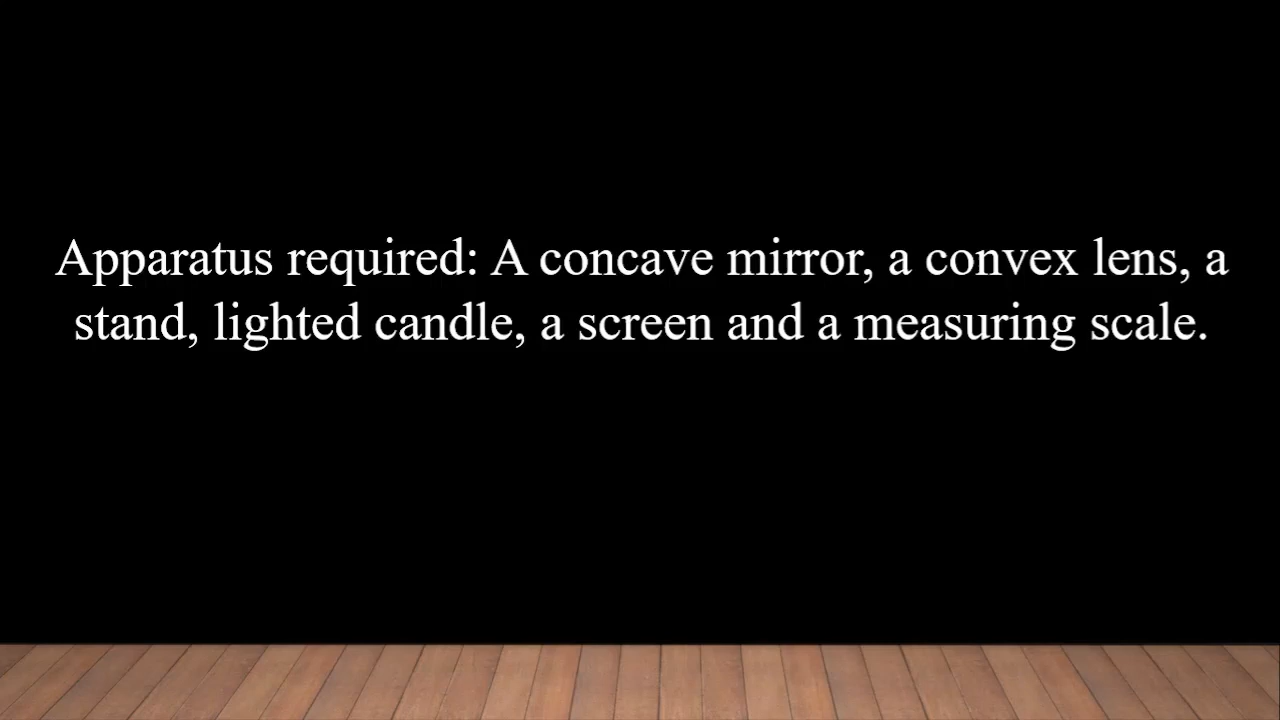 Apparatus required: A concave mirror, a convex lens, a
stand, lighted candle, a screen and a measuring scale.